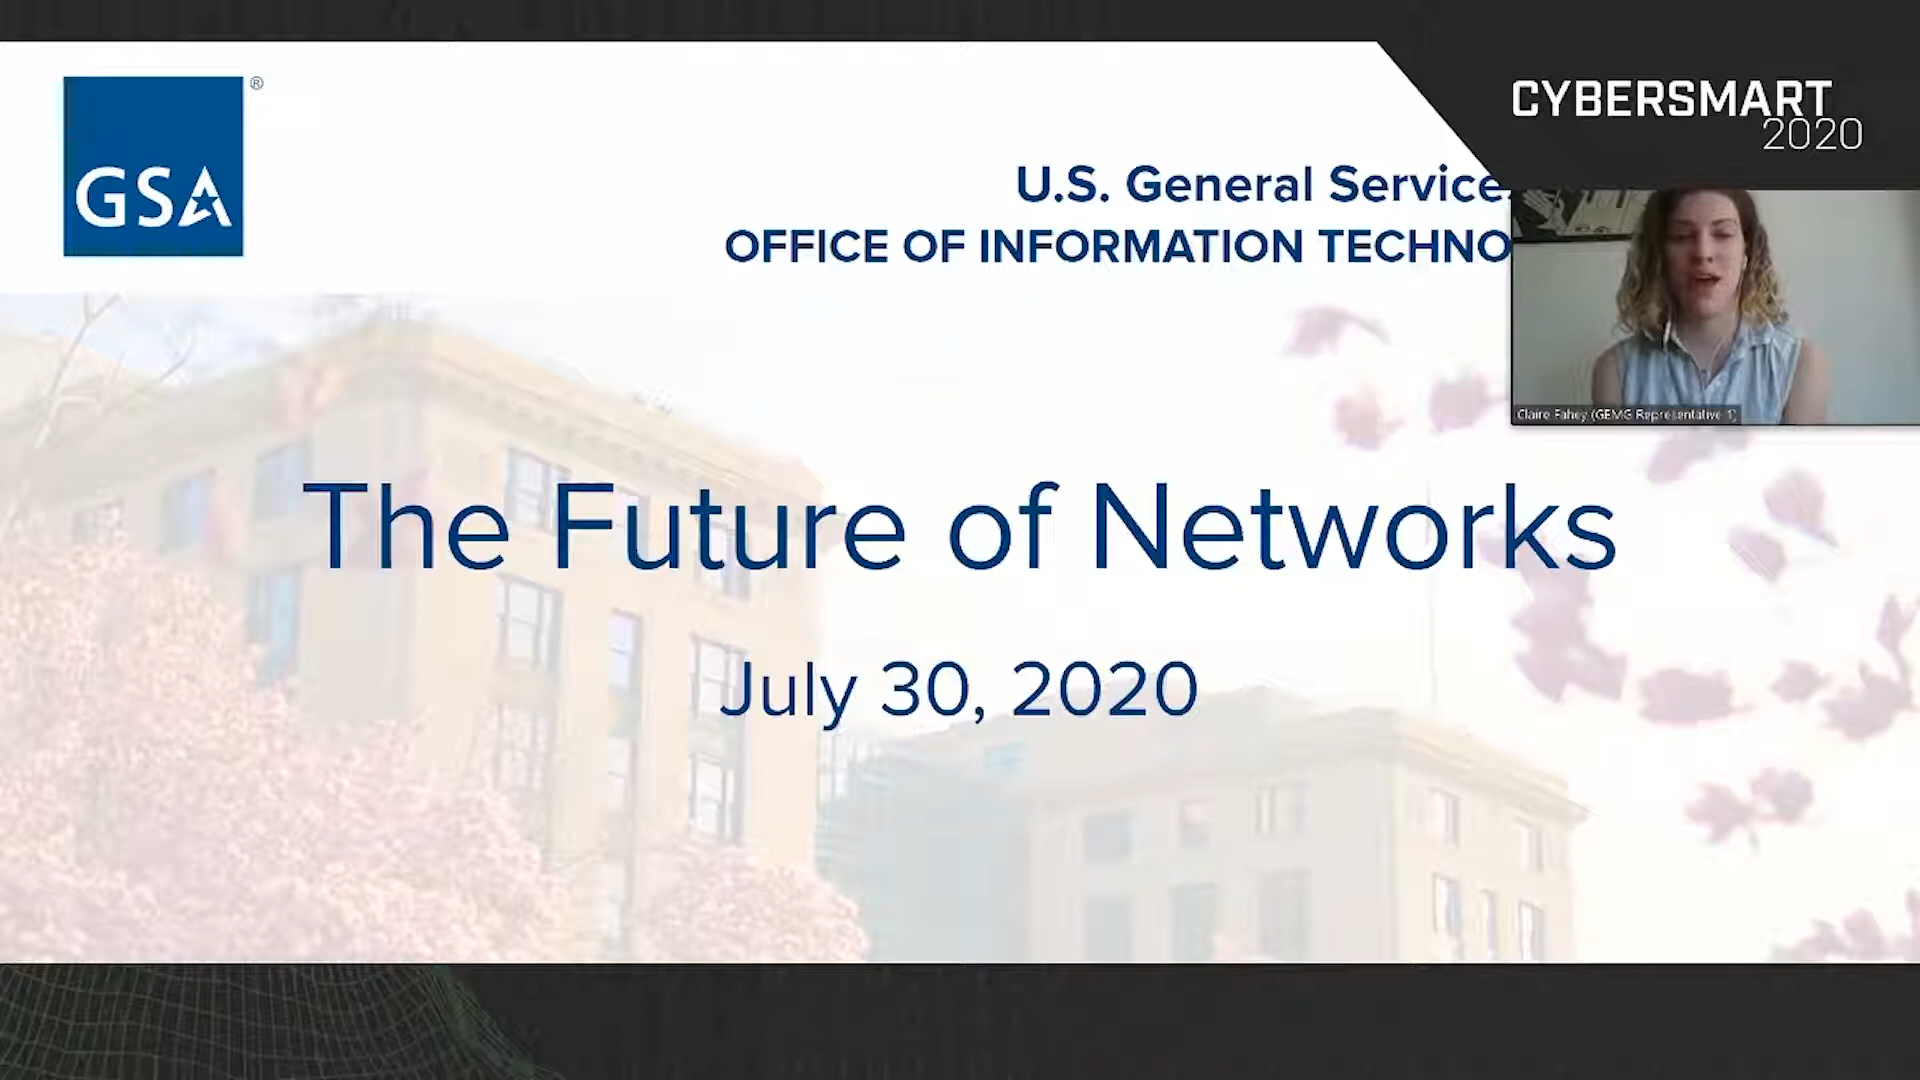 GSA
®
CYBERSMART
2020
U.S. General Service
OFFICE OF INFORMATION TECHNO
Claire Fahey (GEMG Representative 1)
The Future of Networks
July 30, 2020